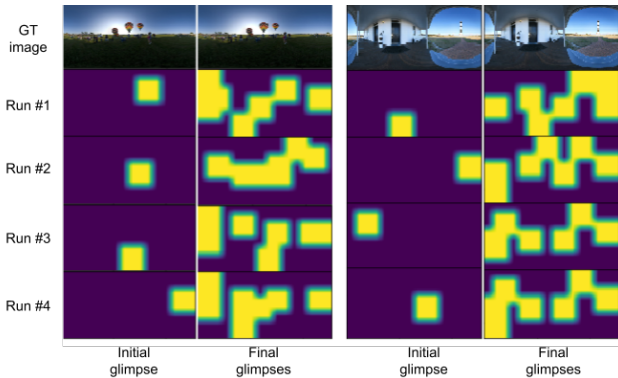 GT
image
Run #1
Run #2
Run #3
Run #4
Initial
glimpse
Final
glimpses
Initial
glimpse
Final
glimpses